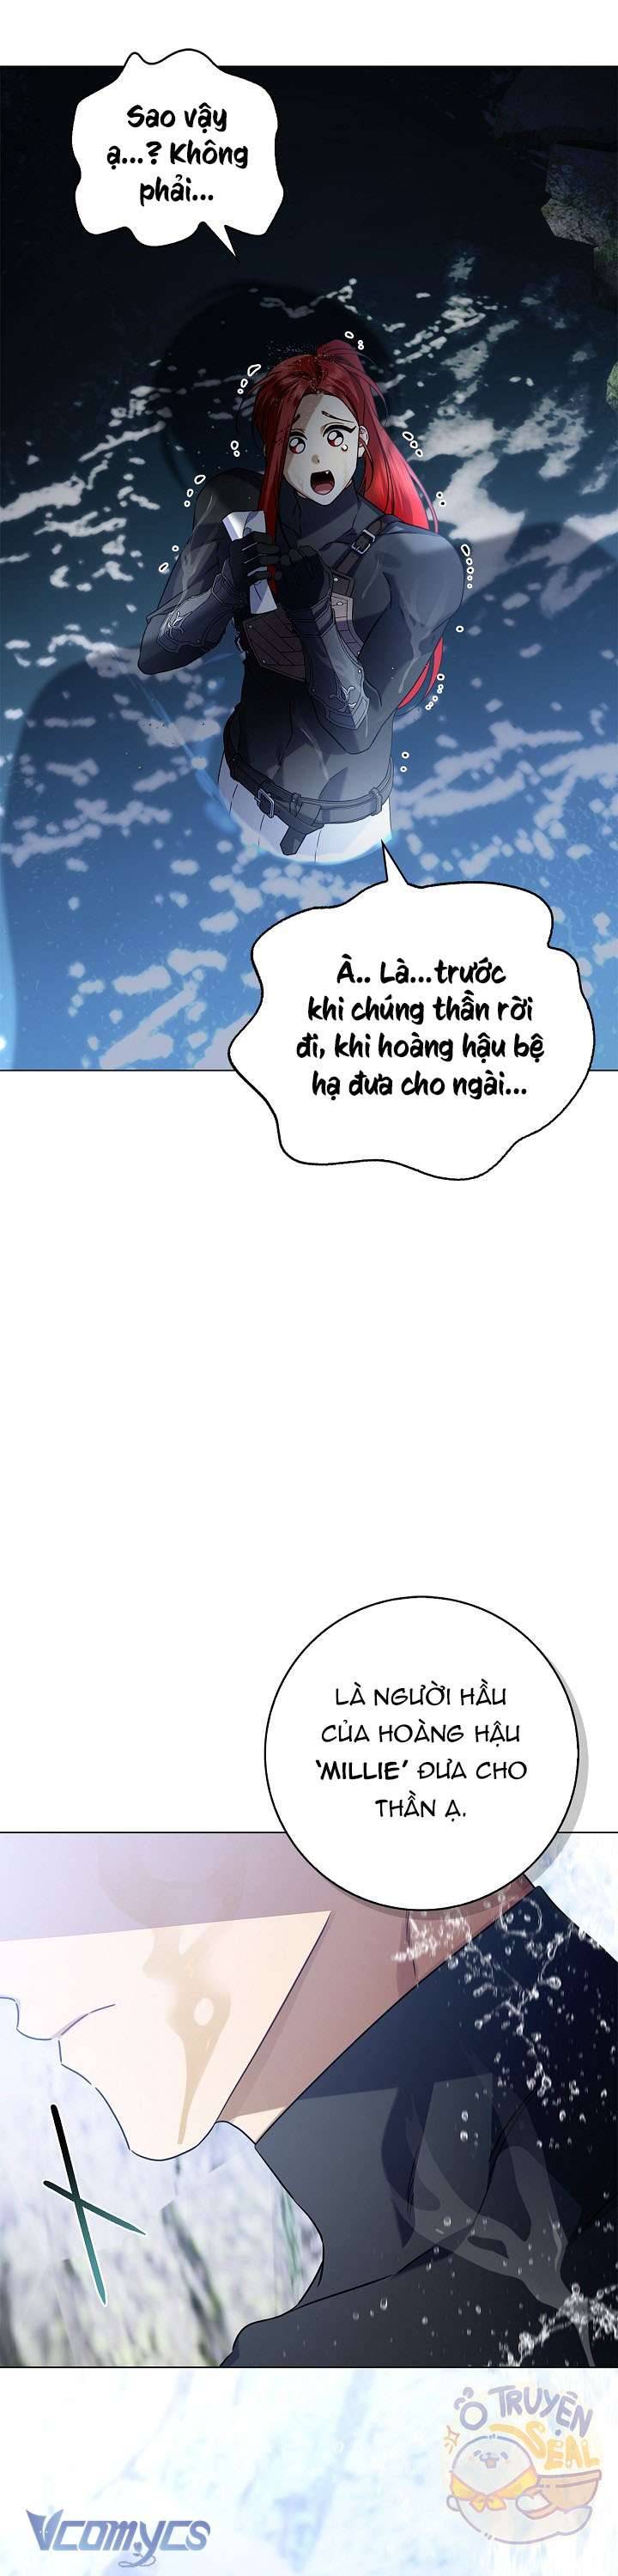 Sao vậy
ạ...? Không
phải...
À.. Là...trước
khi chúng thần rời
đi, khi hoàng hậu bệ
hạ đưa cho ngài...
LÀ NGƯỜI HẦU
CỦA HOÀNG HẬU
'MILLIE' ĐƯA CHO
THẦN Ạ.
Ổ TRUYỆN
SEAL
Vcomycs